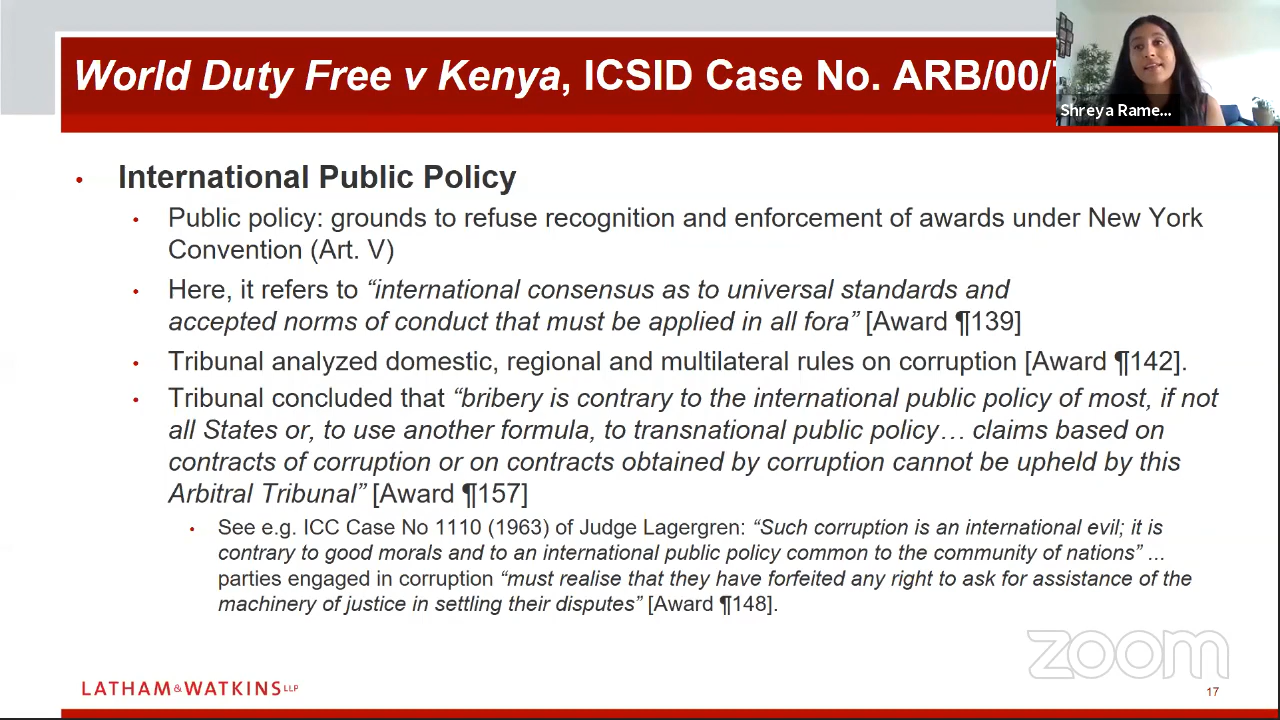 World Duty Free v Kenya, ICSID Case No. ARB/00/
Shreya Rame...
• International Public Policy
• Public policy: grounds to refuse recognition and enforcement of awards under New York
Convention (Art. V)
• Here, it refers to “international consensus as to universal standards and
accepted norms of conduct that must be applied in all fora” [Award ¶139]
• Tribunal analyzed domestic, regional and multilateral rules on corruption [Award ¶142].
• Tribunal concluded that “bribery is contrary to the international public policy of most, if not
all States or, to use another formula, to transnational public policy… claims based on
contracts of corruption or on contracts obtained by corruption cannot be upheld by this
Arbitral Tribunal” [Award ¶157]
• See e.g. ICC Case No 1110 (1963) of Judge Lagergren: “Such corruption is an international evil; it is
contrary to good morals and to an international public policy common to the community of nations” ...
parties engaged in corruption “must realise that they have forfeited any right to ask for assistance of the
machinery of justice in settling their disputes” [Award ¶148].
zoom
LATHAM&WATKINS LLP
17